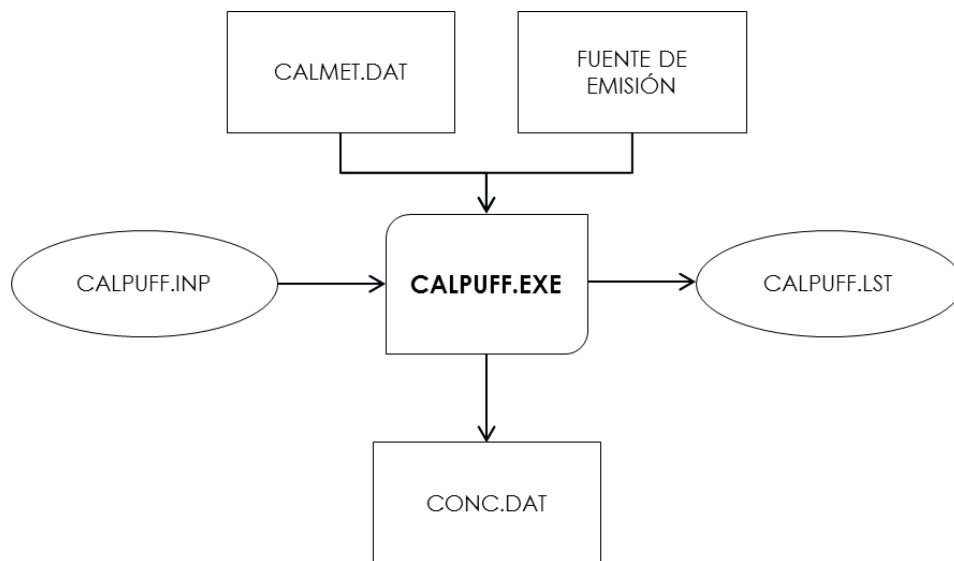 CALMET.DAT
FUENTE DE
EMISIÓN
CALPUFF.INP
CALPUFF.EXE
CALPUFF.LST
CONC.DAT